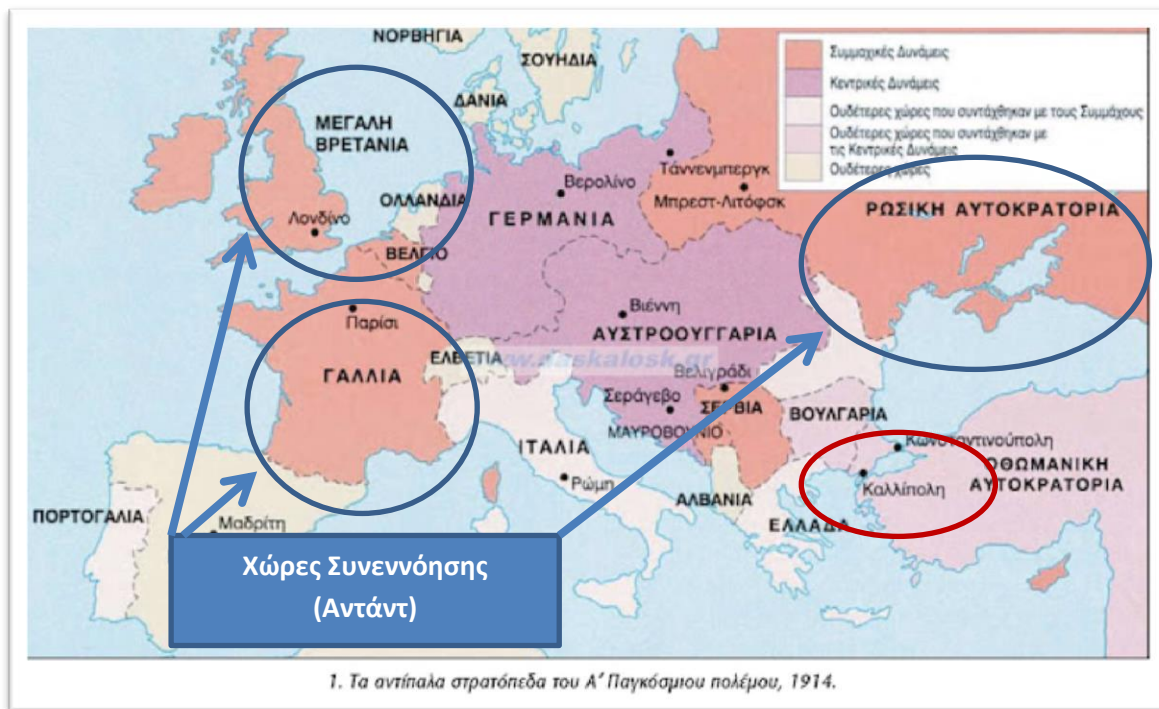 ΝΟΡΒΗΓΙΑ
ΣΟΥΗΔΙΑ
ΔΑΝΙΑ
Συμμαχικές Δυνάμεις
Κεντρικές Δυνάμεις
Ουδέτερες χώρες που συντάχθηκαν με τους Συμμάχους
Ουδέτερες χώρες που συντάχθηκαν με
τις Κεντρικές Δυνάμεις
Ουδέτερες χώρες
ΜΕΓΑΛΗ
ΒΡΕΤΑΝΙΑ
Λονδίνο
ΟΛΛΑΝΔΙΑ
ΒΕΛΓΙΟ
Βερολίνο
ΓΕΡΜΑΝΙΑ
Τάννενμπεργκ
Μπρεστ-Λιτόφσκ
ΡΩΣΙΚΗ ΑΥΤΟΚΡΑΤΟΡΙΑ
Παρίσι
ΓΑΛΛΙΑ
ΕΛΒΕΤΙΑ
Βιέννη
ΑΥΣΤΡΟΟΥΓΓΑΡΙΑ
www.daskalosk.gr
Βελιγράδι
Σεράγεβο
ΣΕΡΒΙΑ
ΜΑΥΡΟΒΟΥΝΙΟ
ΒΟΥΛΓΑΡΙΑ
ΙΤΑΛΙΑ
Ρώμη
ΑΛΒΑΝΙΑ
ΕΛΛΑΔΑ
Κωνσταντινούπολη
Καλλίπολη
ΟΘΩΜΑΝΙΚΗ
ΑΥΤΟΚΡΑΤΟΡΙΑ
ΠΟΡΤΟΓΑΛΙΑ
Μαδρίτη
Χώρες Συνεννόησης
(Αντάντ)
1. Τα αντίπαλα στρατόπεδα του Α' Παγκόσμιου πολέμου, 1914.